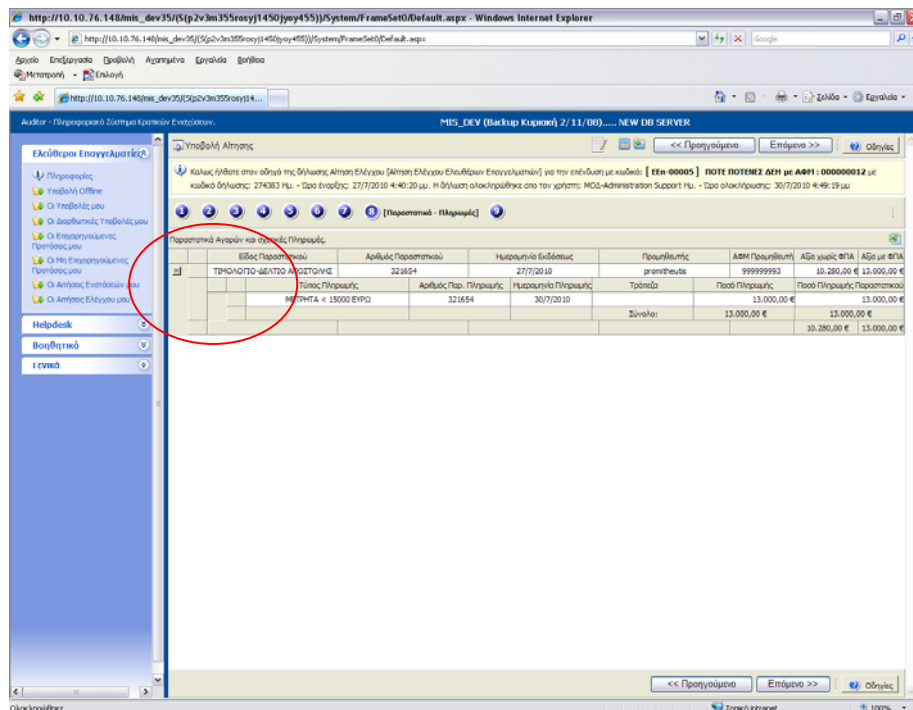 http://10.10.76.148/mis_dev35/(S(p2v3m355rosyj1450jyoy455))/System/FrameSet0/Default.aspx - Windows Internet Explorer
http://10.10.76.148/mis_dev35/(S(p2v3m355rosyj1450jyoy455))/System/FrameSet0/Default.aspx
Google
Αρχείο Επεξεργασία Προβολή Αγαπημένα Εργαλεία Βοήθεια
Μετατροπή Επιλογή
http://10.10.76.148/mis_dev35/(S(p2v3m355rosyj14...
Σελίδα Εργαλεία
Auditor - Πληροφοριακό Σύστημα Κρατικών Ενισχύσεων.
MIS_DEV (Backup Κυριακή 2/11/08)..... NEW DB SERVER
Ελεύθεροι Επαγγελματίες
Πληροφορίες
Υποβολή Offline
Οι Υποβολές μου
Οι Διορθωτικές Υποβολές μου
Οι Επιχορηγούμενες
Προτάσεις μου
Οι Μη Επιχορηγούμενες
Προτάσεις μου
Οι Αιτήσεις Ενστάσεών μου
Οι Αιτήσεις Ελέγχου μου
Helpdesk
Βοηθητικά
Γενικά
Υποβολή Αίτησης
<< Προηγούμενο Επόμενο >> Οδηγίες
Καλως ήλθατε στον οδηγό της δήλωσης Αίτηση Ελέγχου [Αίτηση Ελέγχου Ελευθέρων Επαγγελματιών] για την επένδυση με κωδικό: [ ΕΕπ-00005 ] ΠΟΤΕ ΠΟΤΕΝΕΣ ΔΕΗ με ΑΦΜ : 000000012 με
κωδικό δήλωσης: 274383 Ημ. - Ώρα έναρξης: 27/7/2010 4:40:20 μμ. Η δήλωση ολοκληρώθηκε απο τον χρήστη: ΜΟΔ-Administration Support Ημ. - Ώρα ολοκλήρωσης: 30/7/2010 4:49:19 μμ
1 2 3 4 5 6 7 8 [Παραστατικά - Πληρωμές] 9
Παραστατικά Αγορών και σχετικές Πληρωμές.
Είδος Παραστατικού Αριθμός Παραστατικού Ημερομηνία Εκδόσεως Προμηθευτής ΑΦΜ Προμηθευτή Αξία χωρίς ΦΠΑ Αξία με ΦΠΑ
ΤΙΜΟΛΟΓΙΟ-ΔΕΛΤΙΟ ΑΠΟΣΤΟΛΗΣ 321654 27/7/2010 promitheutis 999999993 10.280,00 € 13.000,00 €
Τύπος Πληρωμής Αριθμός Παρ. Πληρωμής Ημερομηνία Πληρωμής Τράπεζα Ποσό Πληρωμής Ποσό Πληρωμής Παραστατικού
ΜΕΤΡΗΤΑ < 15000 ΕΥΡΩ 321654 30/7/2010 13.000,00 € 13.000,00 €
Σύνολο: 13.000,00 € 13.000,00 €
10.280,00 € 13.000,00 €
<< Προηγούμενο Επόμενο >> Οδηγίες
Ολοκληρώθηκε Τοπικό intranet 100%